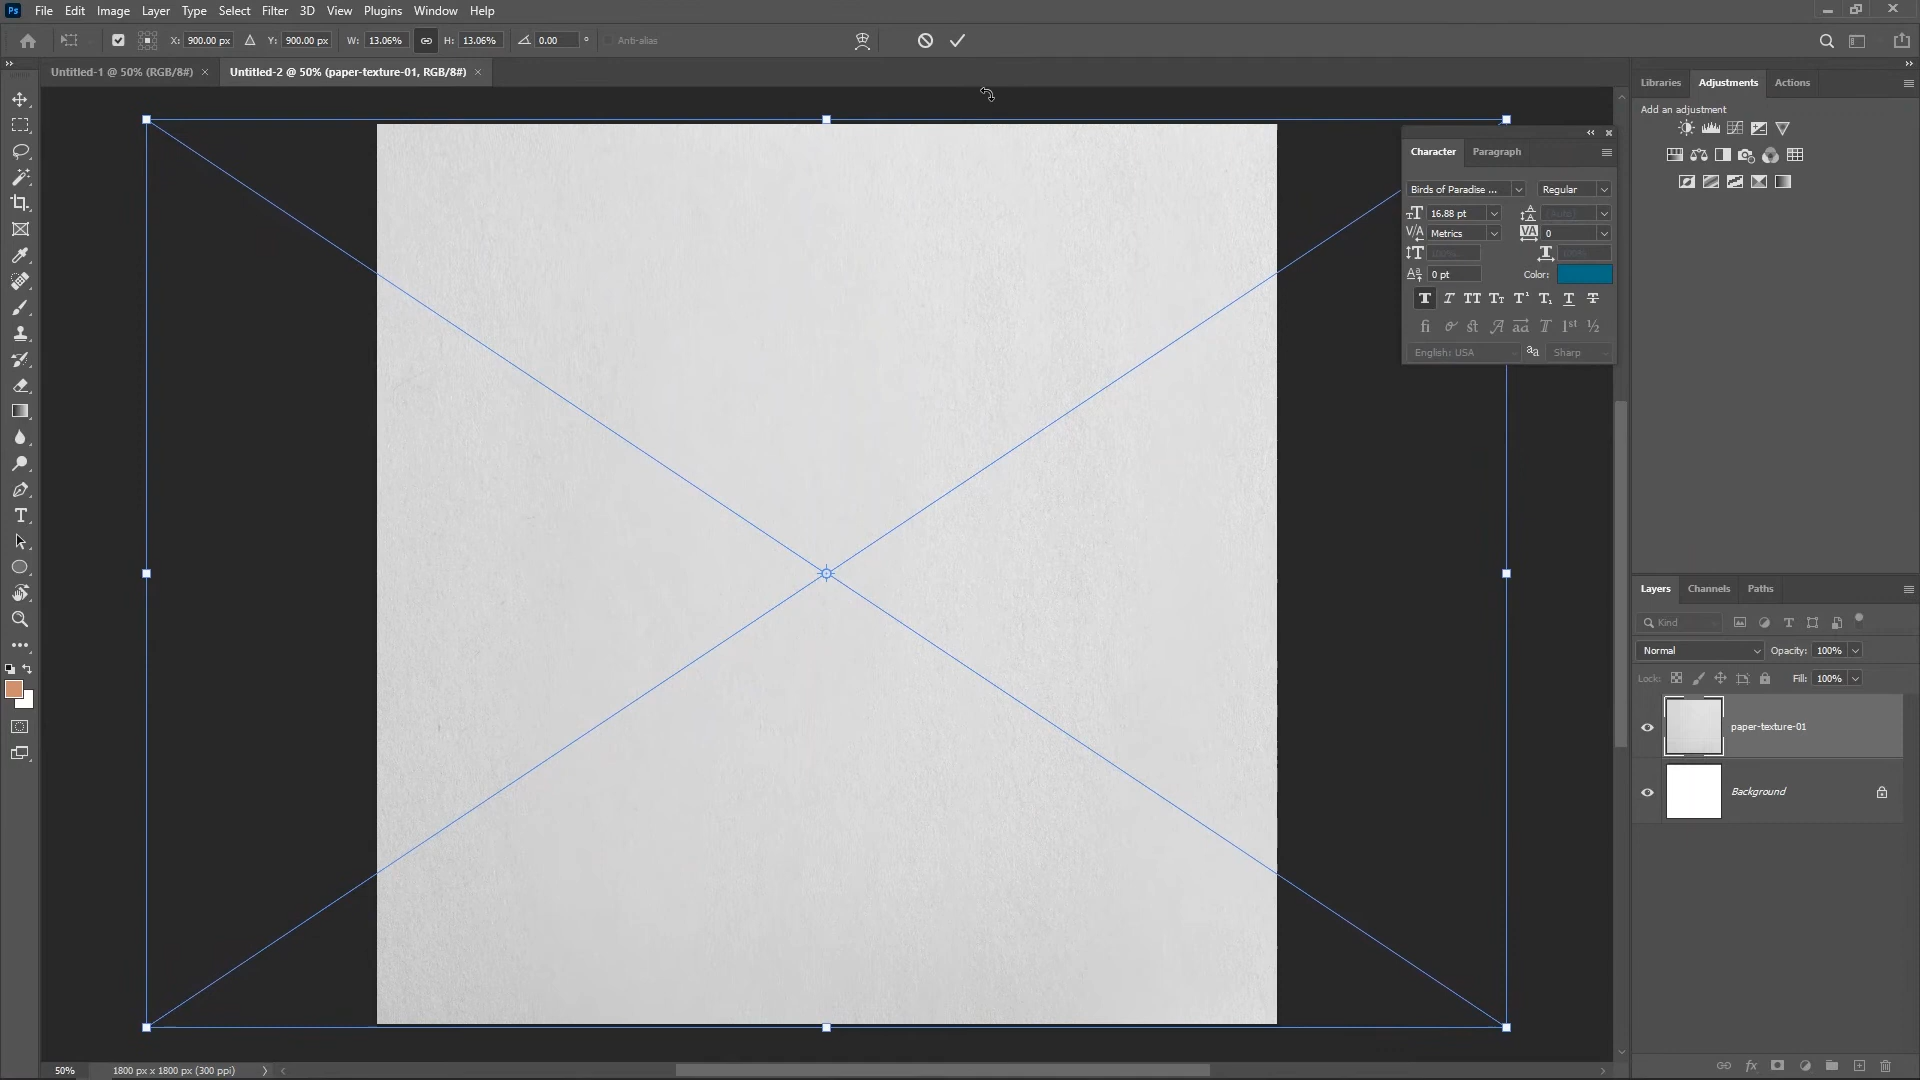 Ps File Edit Image Layer Type Select Filter 3D View Plugins Window Help
X: 900.00 px Y: 900.00 px W: 13.06% H: 13.06% 0.00 ° Anti-alias
Untitled-1 @ 50% (RGB/8#) × Untitled-2 @ 50% (paper-texture-01, RGB/8#) ×
Libraries Adjustments Actions
Add an adjustment
Character Paragraph
Birds of Paradise ... Regular
16.88 pt (Auto)
Metrics 0
100% 100%
0 pt Color:
English: USA Sharp
Layers Channels Paths
Kind
Normal Opacity: 100%
Lock: Fill: 100%
paper-texture-01
Background
50% 1800 px x 1800 px (300 ppi)